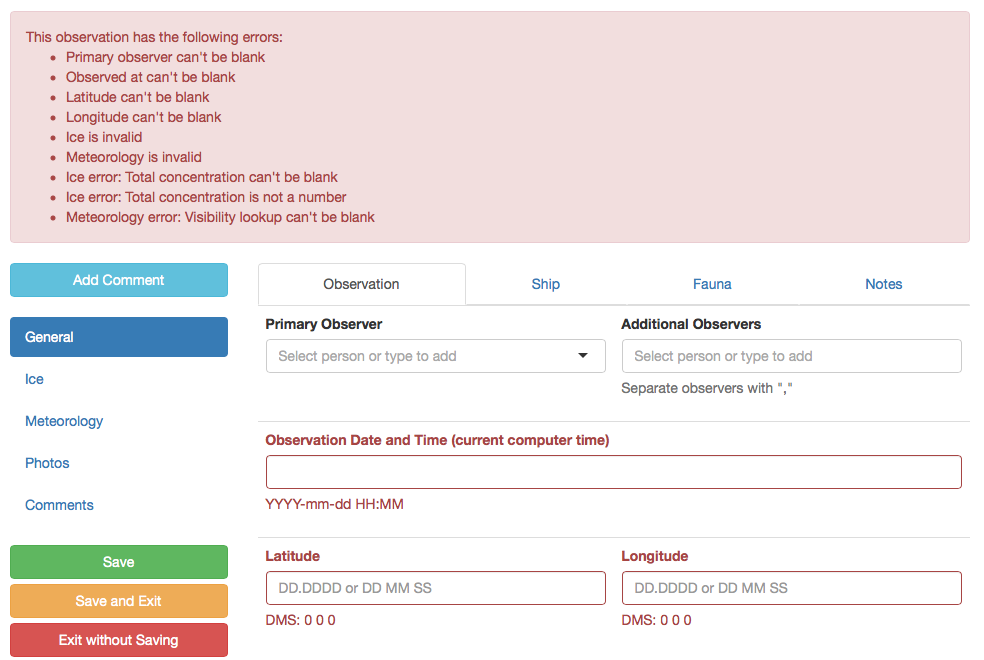 This observation has the following errors:
• Primary observer can't be blank
• Observed at can't be blank
• Latitude can't be blank
• Longitude can't be blank
• Ice is invalid
• Meteorology is invalid
• Ice error: Total concentration can't be blank
• Ice error: Total concentration is not a number
• Meteorology error: Visibility lookup can't be blank
Add Comment
General
Ice
Meteorology
Photos
Comments
Save
Save and Exit
Exit without Saving
Observation Ship Fauna Notes
Primary Observer Additional Observers
Select person or type to add Select person or type to add
Separate observers with ","
Observation Date and Time (current computer time)
YYYY-mm-dd HH:MM
Latitude Longitude
DD.DDDD or DD MM SS DD.DDDD or DD MM SS
DMS: 0 0 0 DMS: 0 0 0